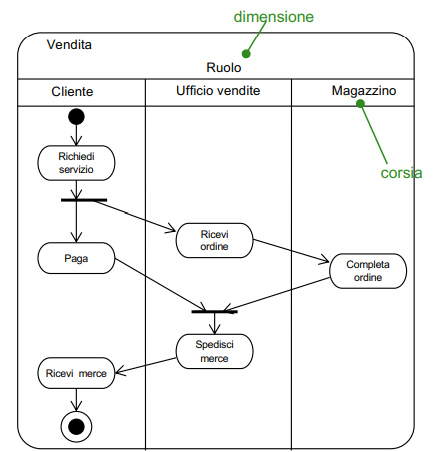 dimensione
Vendita
Ruolo
Cliente
Ufficio vendite
Magazzino
corsia
Richiedi
servizio
Ricevi
ordine
Paga
Completa
ordine
Spedisci
merce
Ricevi merce